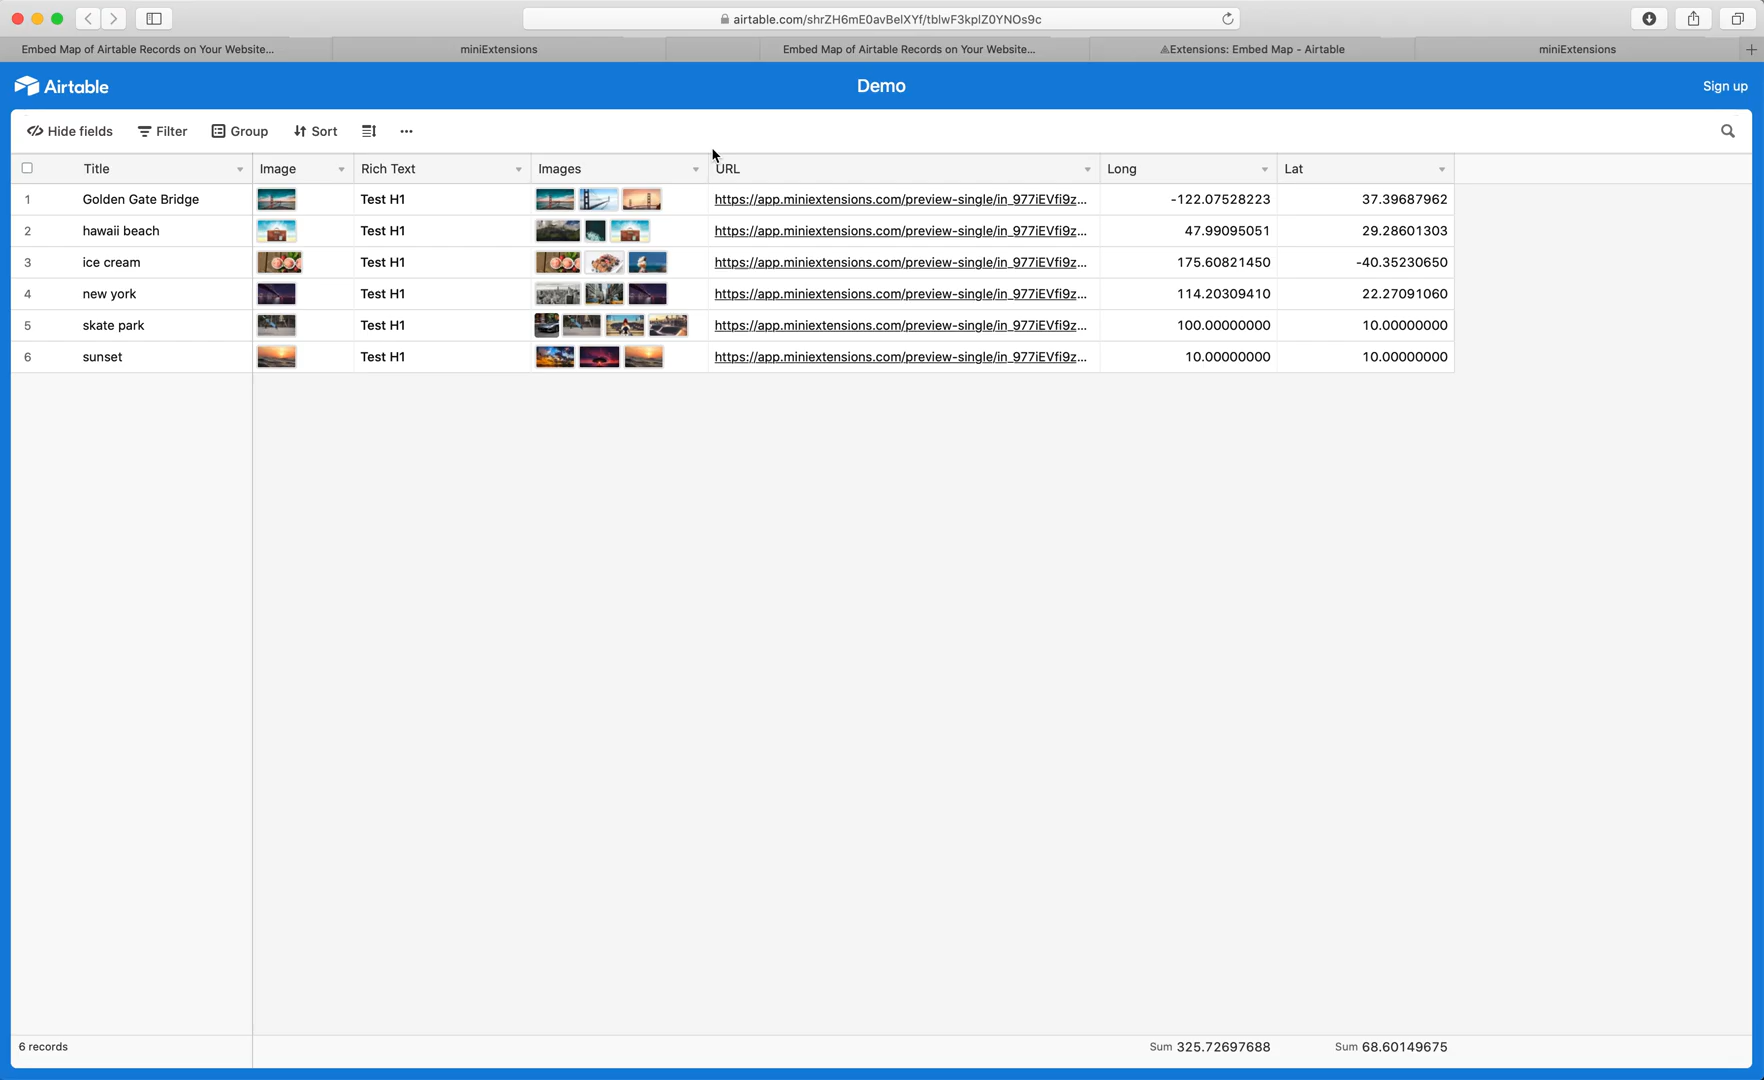 airtable.com/shrZH6mE0avBelXYf/tblwF3kplZ0YNOs9c
Embed Map of Airtable Records on Your Website... miniExtensions Embed Map of Airtable Records on Your Website... Extensions: Embed Map - Airtable miniExtensions
Airtable Demo Sign up
Hide fields Filter Group Sort
Title Image Rich Text Images URL Long Lat
1 Golden Gate Bridge Test H1 https://app.miniextensions.com/preview-single/in_977iEVfi9z... -122.07528223 37.39687962
2 hawaii beach Test H1 https://app.miniextensions.com/preview-single/in_977iEVfi9z... 47.99095051 29.28601303
3 ice cream Test H1 https://app.miniextensions.com/preview-single/in_977iEVfi9z... 175.60821450 -40.35230650
4 new york Test H1 https://app.miniextensions.com/preview-single/in_977iEVfi9z... 114.20309410 22.27091060
5 skate park Test H1 https://app.miniextensions.com/preview-single/in_977iEVfi9z... 100.00000000 10.00000000
6 sunset Test H1 https://app.miniextensions.com/preview-single/in_977iEVfi9z... 10.00000000 10.00000000
6 records Sum 325.72697688 Sum 68.60149675